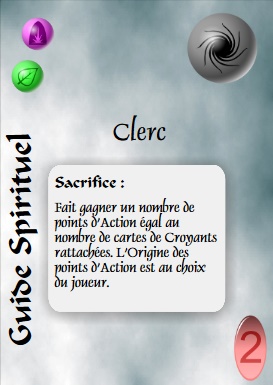 Clerc
Guide Spirituel
Sacrifice :
Fait gagner un nombre de
points d'Action égal au
nombre de cartes de Croyants
rattachées. L'Origine des
points d'Action est au choix
du joueur.
2